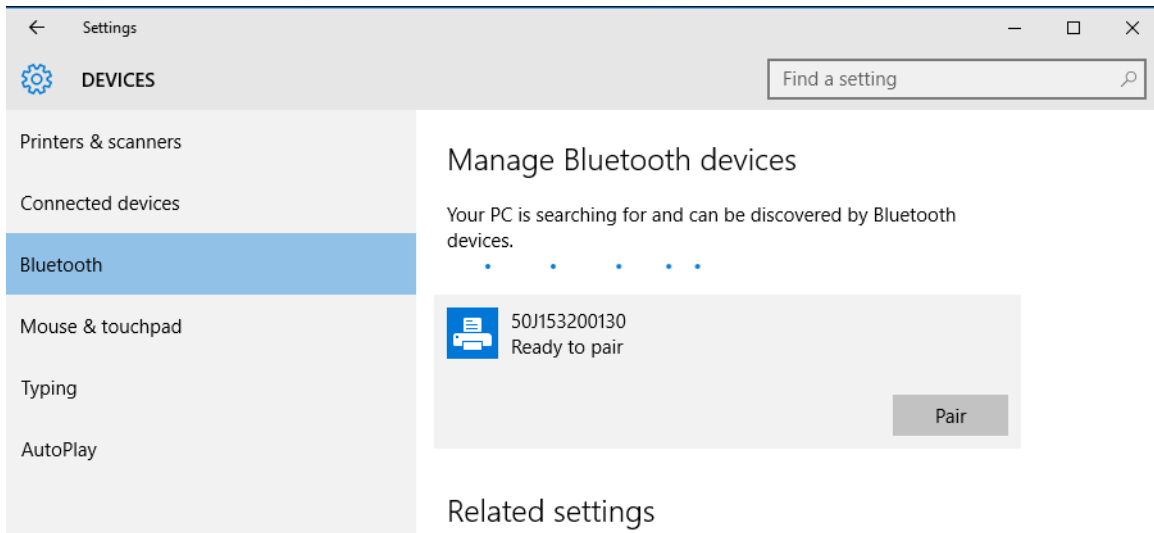 Settings
DEVICES
Find a setting
Printers & scanners
Connected devices
Bluetooth
Mouse & touchpad
Typing
AutoPlay
Manage Bluetooth devices
Your PC is searching for and can be discovered by Bluetooth
devices.
50J153200130
Ready to pair
Pair
Related settings